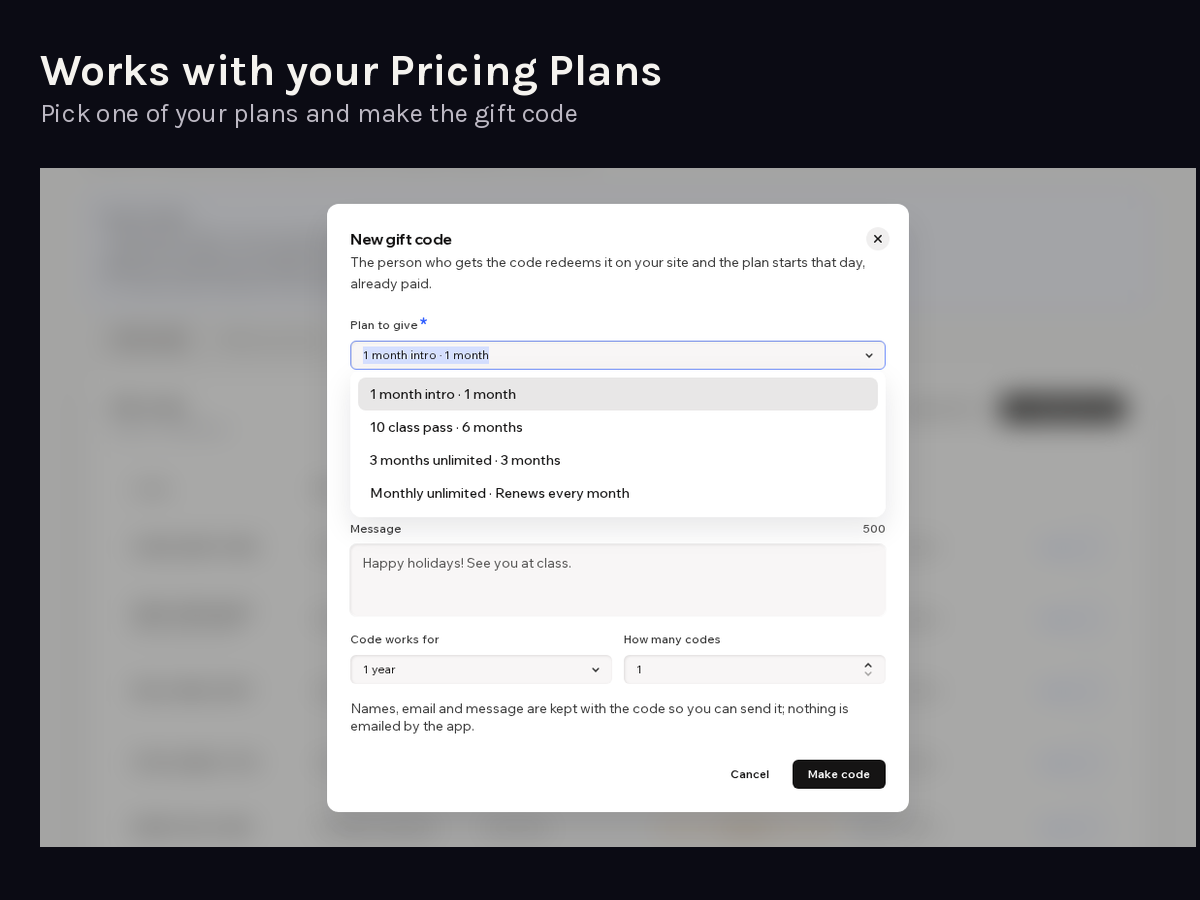 Works with your Pricing Plans
Pick one of your plans and make the gift code
New gift code
The person who gets the code redeems it on your site and the plan starts that day,
already paid.
Plan to give*
1 month intro · 1 month
1 month intro · 1 month
10 class pass · 6 months
3 months unlimited · 3 months
Monthly unlimited · Renews every month
Message 500
Happy holidays! See you at class.
Code works for How many codes
1 year 1
Names, email and message are kept with the code so you can send it; nothing is
emailed by the app.
Cancel Make code